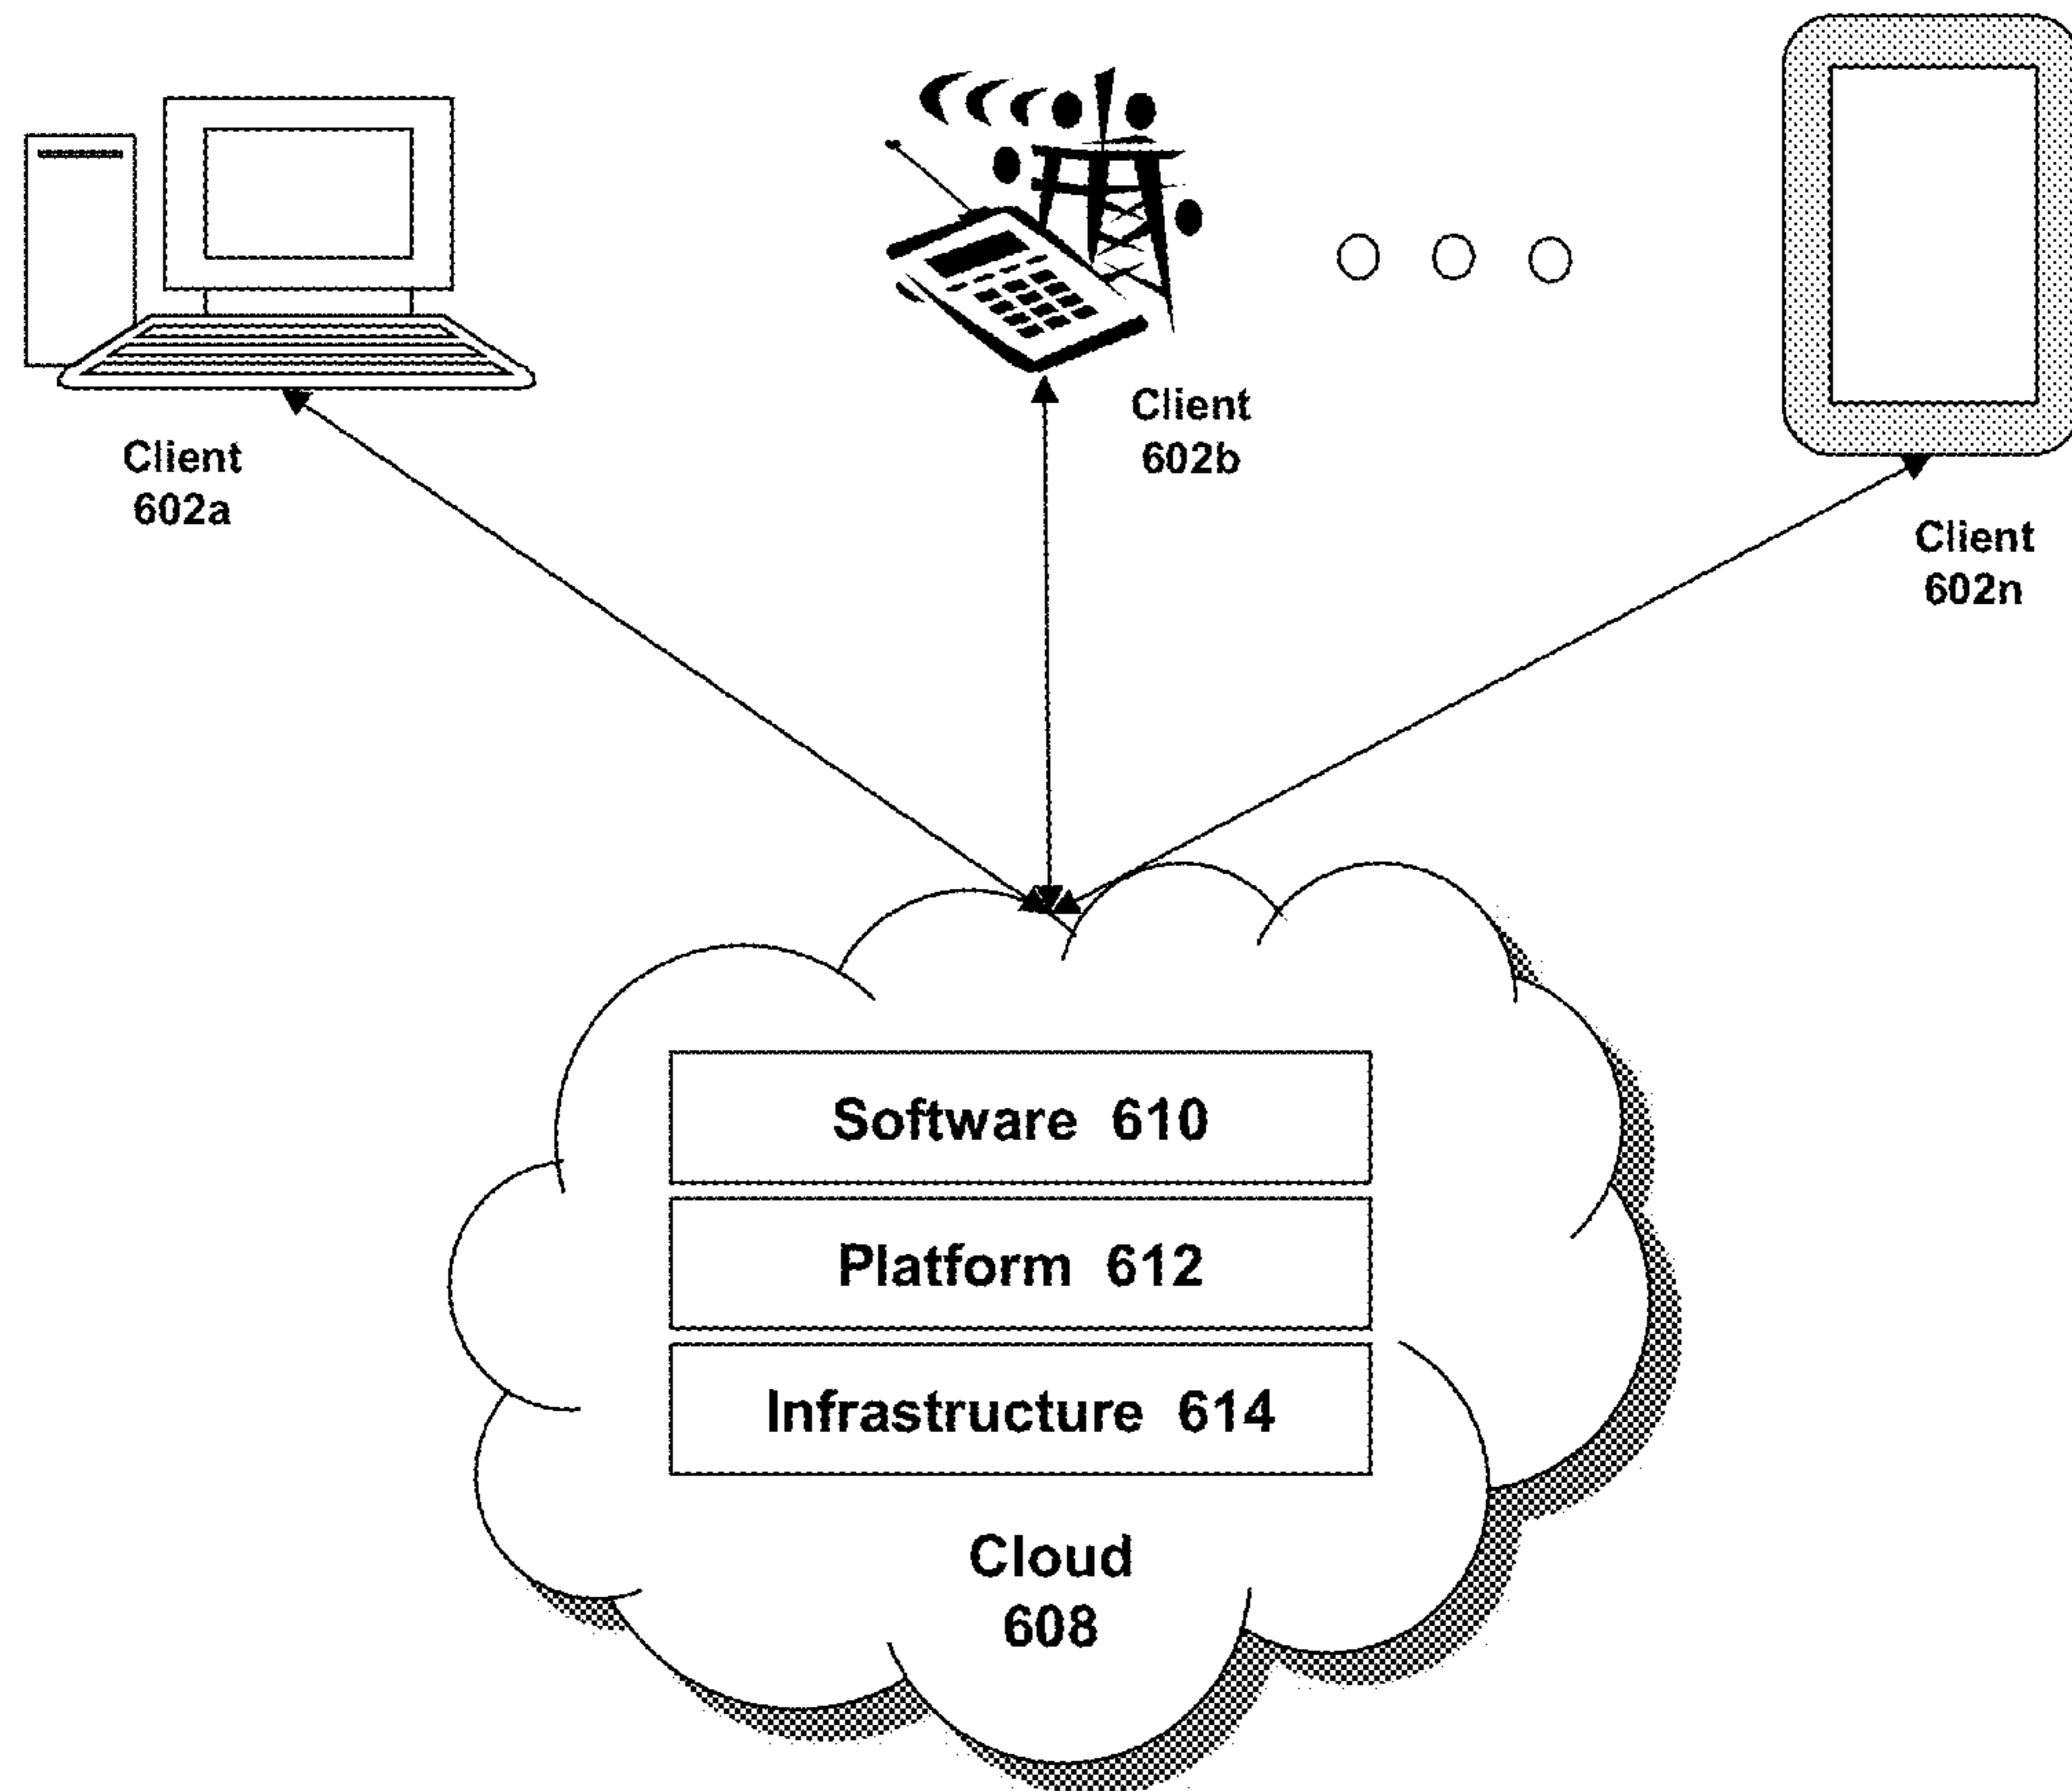 Client
602a
Client
602b
Client
602n
Software 610
Platform 612
Infrastructure 614
Cloud
608